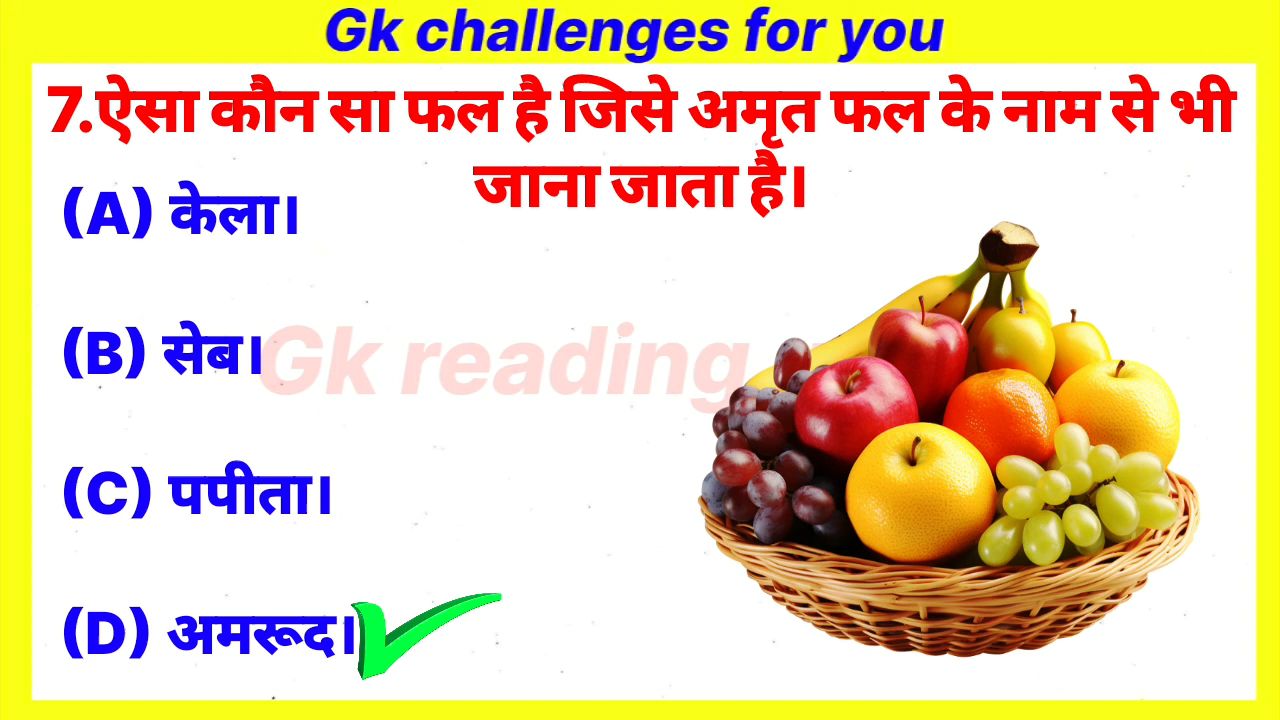 Gk challenges for you
7.ऐसा कौन सा फल है जिसे अमृत फल के नाम से भी
जाना जाता है।
(A) केला।
(B) सेब।
Gk reading
(C) पपीता।
(D) अमरूद।